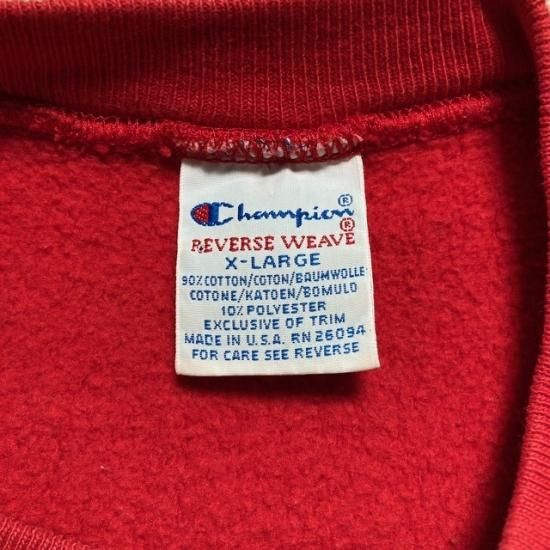 Champion®
REVERSE WEAVE®
X-LARGE
90% COTTON/COTON/BAUMWOLLE
COTONE/KATOEN/BOMULD
10% POLYESTER
EXCLUSIVE OF TRIM
MADE IN U.S.A. RN 26094
FOR CARE SEE REVERSE